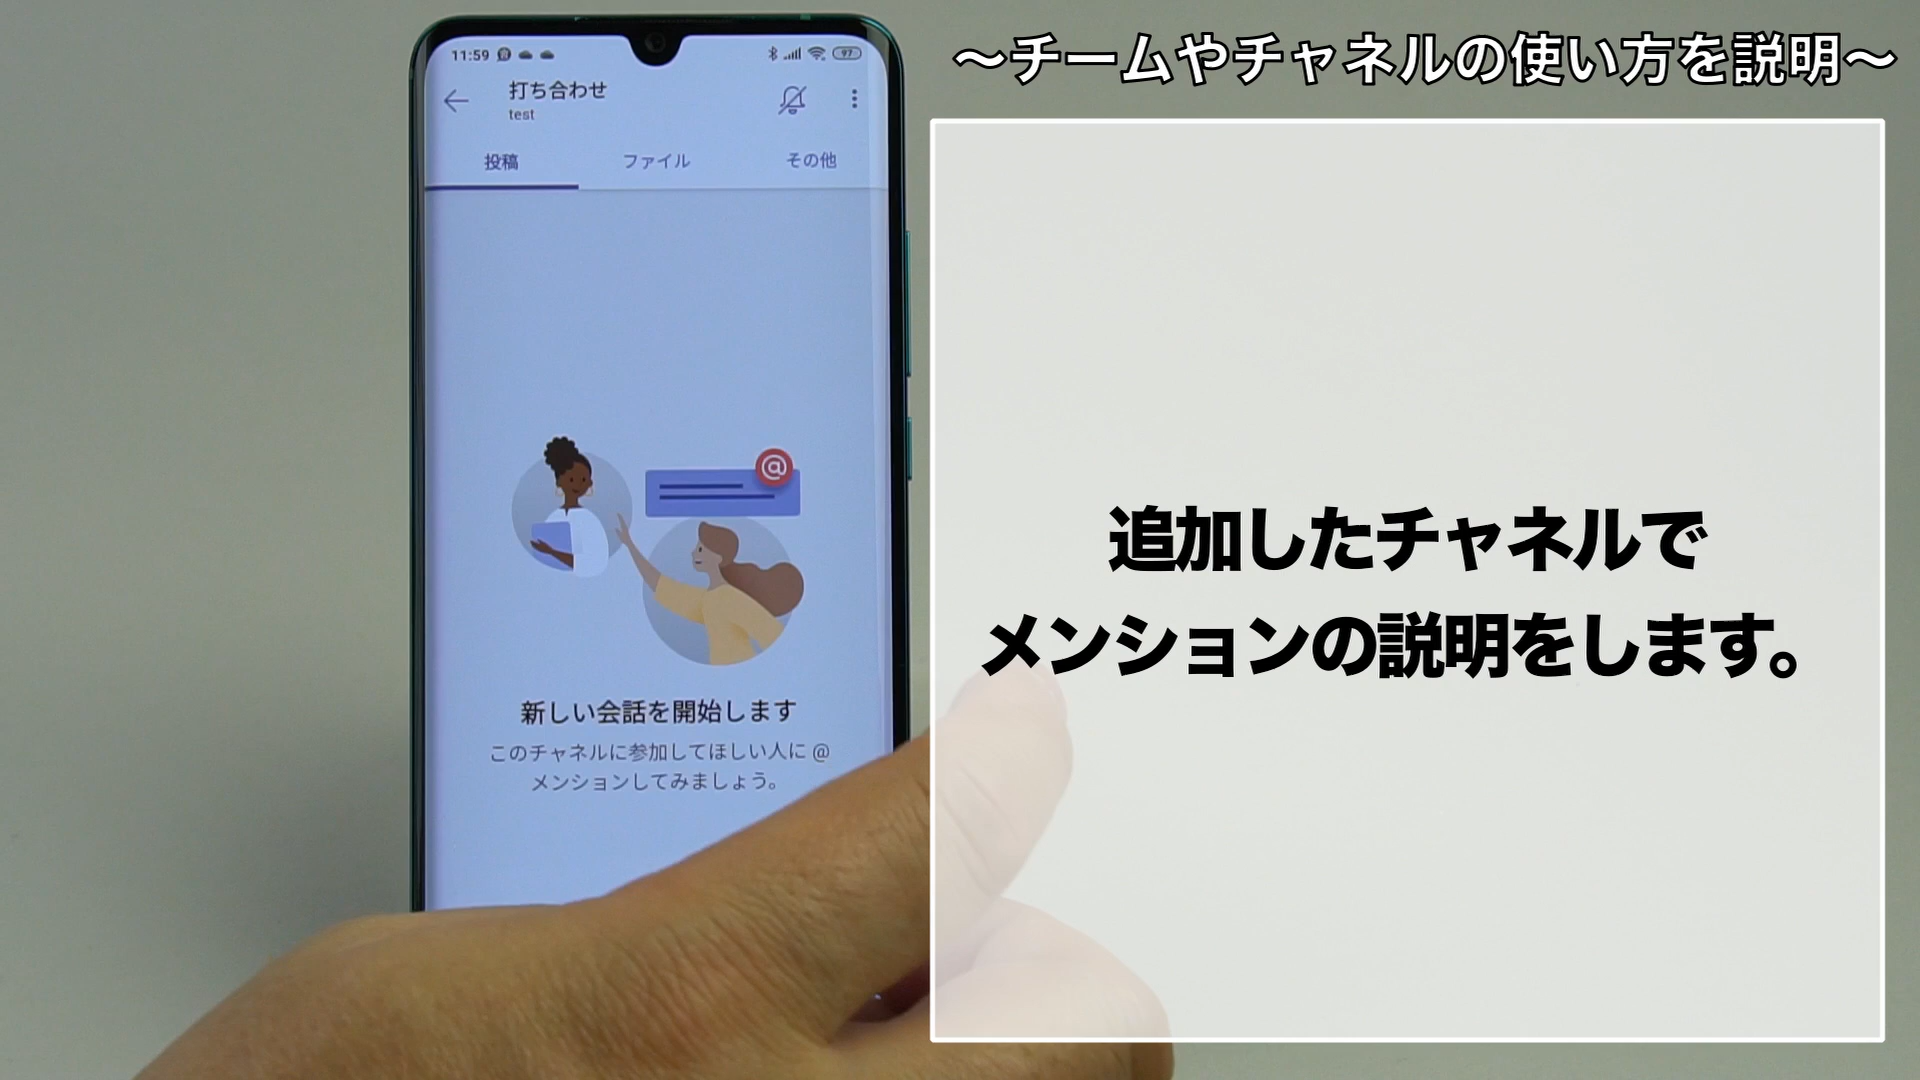 ～チームやチャネルの使い方を説明～
11:59
97
打ち合わせ
test
投稿 ファイル その他
@
新しい会話を開始します
このチャネルに参加してほしい人に @
メンションしてみましょう。
追加したチャネルで
メンションの説明をします。